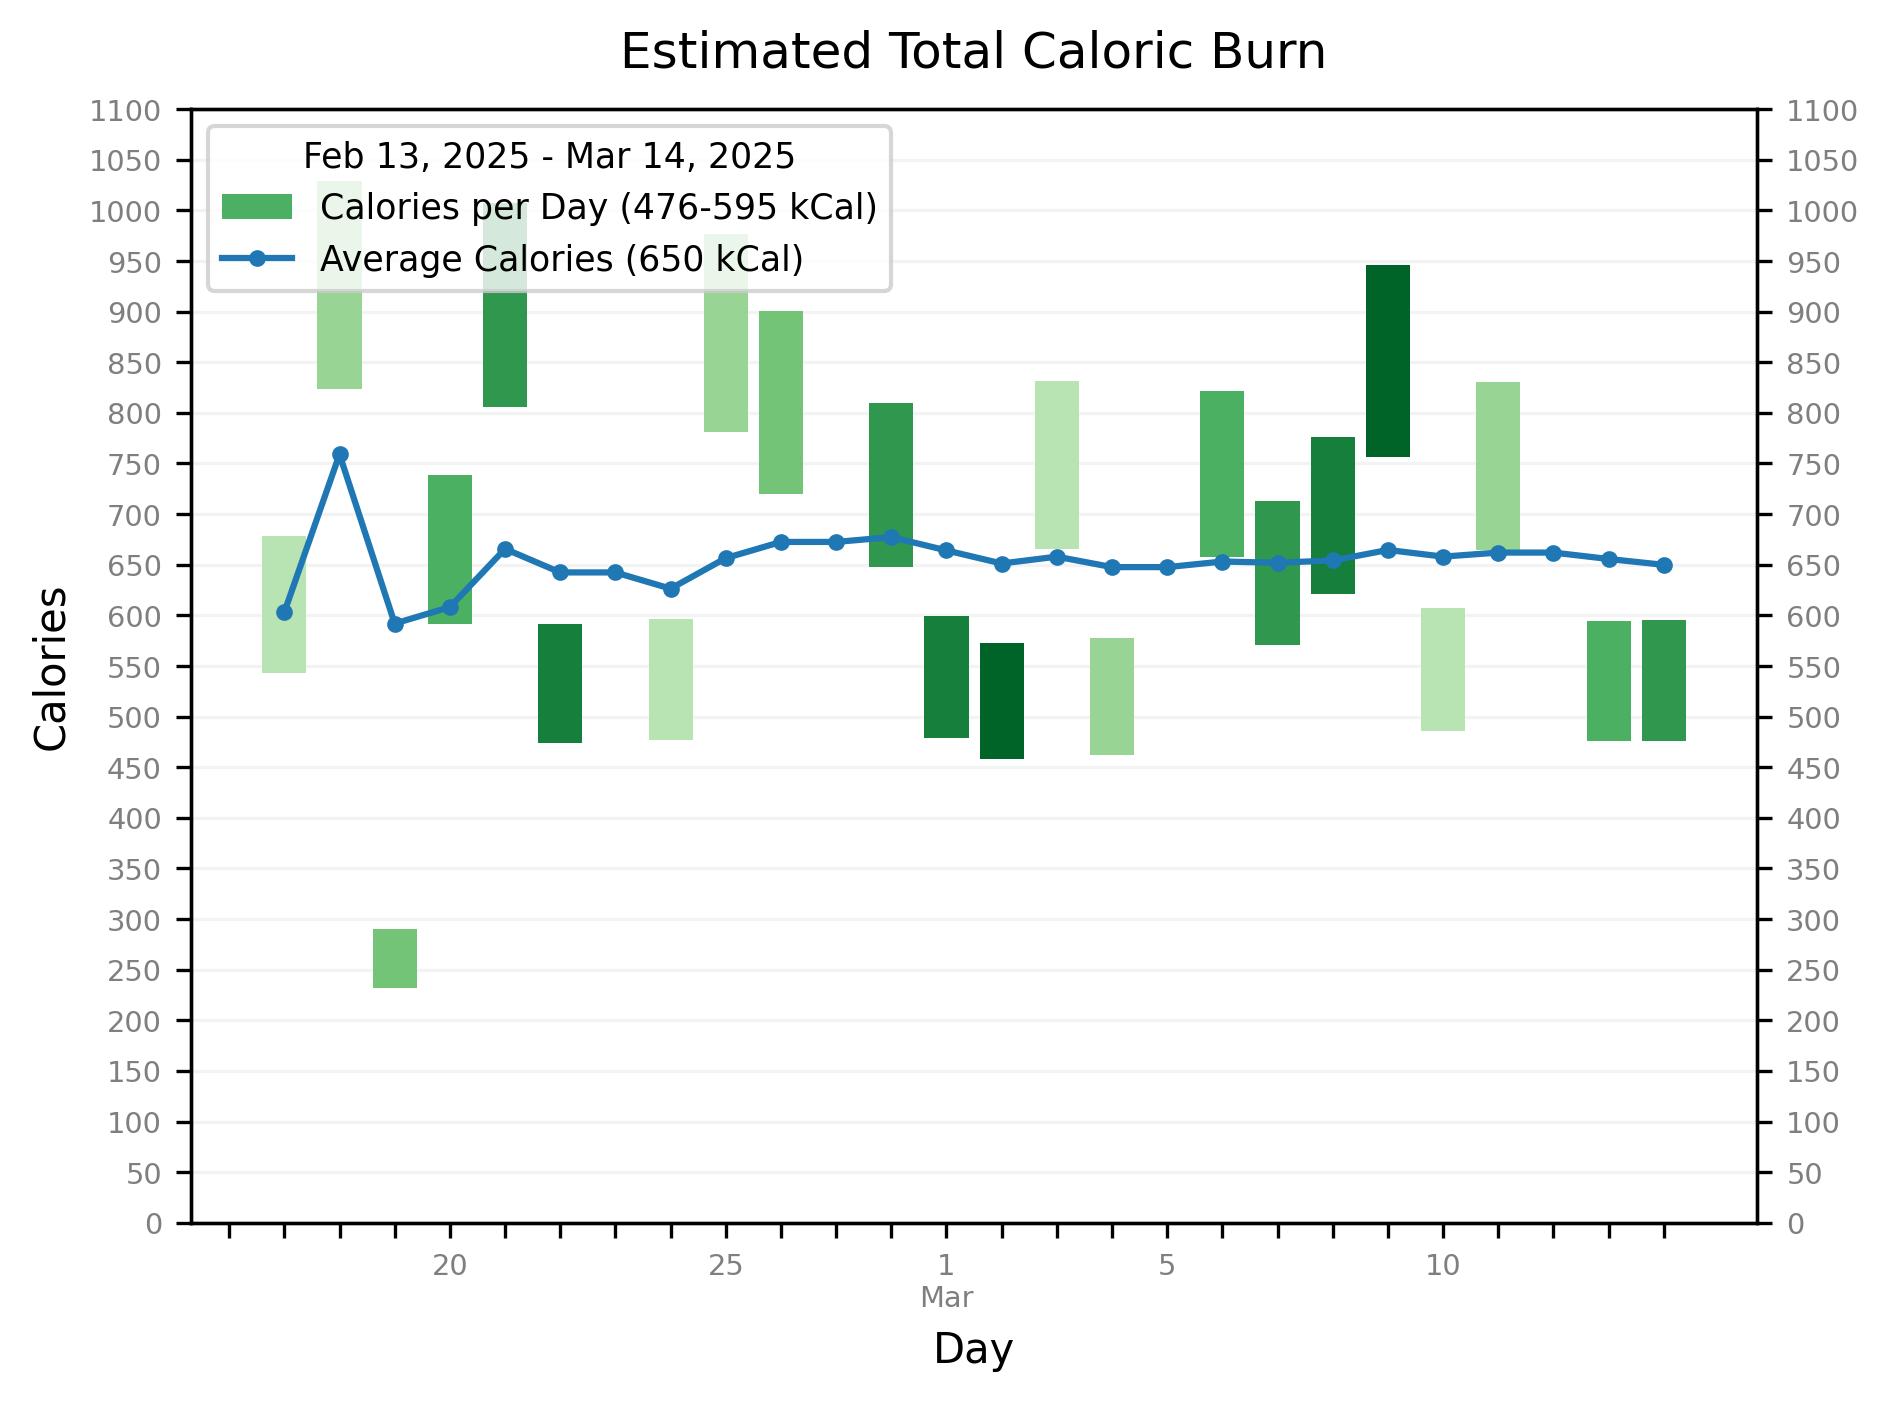 Estimated Total Caloric Burn
Feb 13, 2025 - Mar 14, 2025
Calories per Day (476-595 kCal)
Average Calories (650 kCal)
1100 1100
1050 1050
1000 1000
950 950
900 900
850 850
800 800
750 750
700 700
650 650
600 600
550 550
500 500
450 450
400 400
350 350
300 300
250 250
200 200
150 150
100 100
50 50
0 0
Calories
20 25 1 5 10
Mar
Day